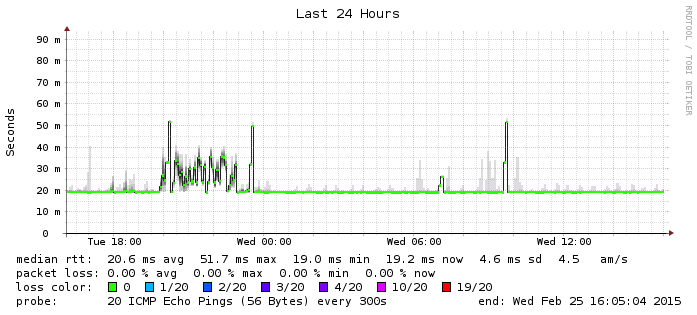 Last 24 Hours
RRDTOOL / TOBI OETIKER
Seconds
90 m
80 m
70 m
60 m
50 m
40 m
30 m
20 m
10 m
0
Tue 18:00 Wed 00:00 Wed 06:00 Wed 12:00
median rtt: 20.6 ms avg 51.7 ms max 19.0 ms min 19.2 ms now 4.6 ms sd 4.5 am/s
packet loss: 0.00 % avg 0.00 % max 0.00 % min 0.00 % now
loss color: 0 1/20 2/20 3/20 4/20 10/20 19/20
probe: 20 ICMP Echo Pings (56 Bytes) every 300s end: Wed Feb 25 16:05:04 2015